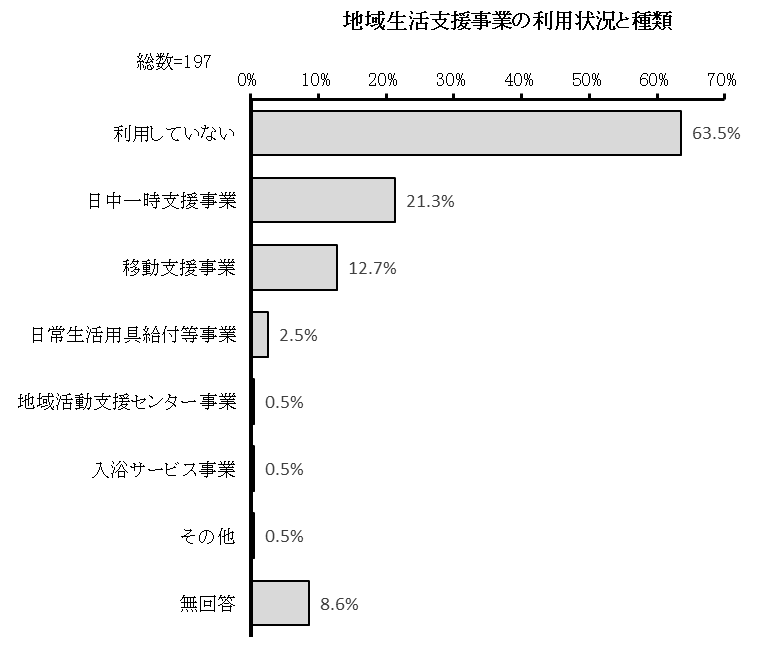 地域生活支援事業の利用状況と種類
総数=197
0% 10% 20% 30% 40% 50% 60% 70%
利用していない 63.5%
日中一時支援事業 21.3%
移動支援事業 12.7%
日常生活用具給付等事業 2.5%
地域活動支援センター事業 0.5%
入浴サービス事業 0.5%
その他 0.5%
無回答 8.6%